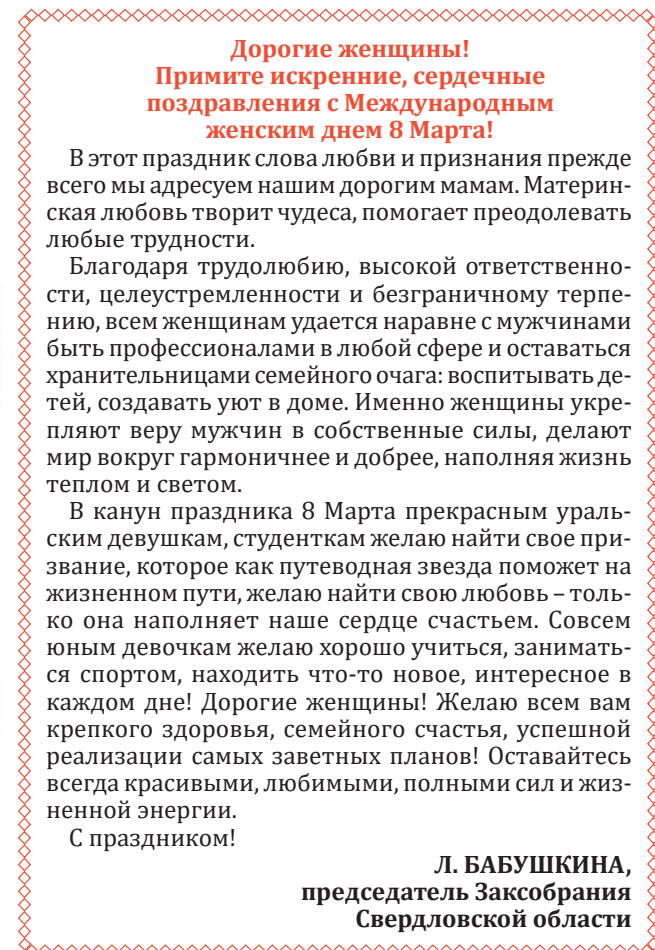 Дорогие женщины!
Примите искренние, сердечные
поздравления с Международным
женским днем 8 Марта!
В этот праздник слова любви и признания прежде
всего мы адресуем нашим дорогим мамам. Материн-
ская любовь творит чудеса, помогает преодолевать
любые трудности.
Благодаря трудолюбию, высокой ответственно-
сти, целеустремленности и безграничному терпе-
нию, всем женщинам удается наравне с мужчинами
быть профессионалами в любой сфере и оставаться
хранительницами семейного очага: воспитывать де-
тей, создавать уют в доме. Именно женщины укре-
пляют веру мужчин в собственные силы, делают
мир вокруг гармоничнее и добрее, наполняя жизнь
теплом и светом.
В канун праздника 8 Марта прекрасным ураль-
ским девушкам, студенткам желаю найти свое при-
звание, которое как путеводная звезда поможет на
жизненном пути, желаю найти свою любовь – толь-
ко она наполняет наше сердце счастьем. Совсем
юным девочкам желаю хорошо учиться, занимать-
ся спортом, находить что-то новое, интересное в
каждом дне! Дорогие женщины! Желаю всем вам
крепкого здоровья, семейного счастья, успешной
реализации самых заветных планов! Оставайтесь
всегда красивыми, любимыми, полными сил и жиз-
ненной энергии.
С праздником!
Л. БАБУШКИНА,
председатель Заксобрания
Свердловской области